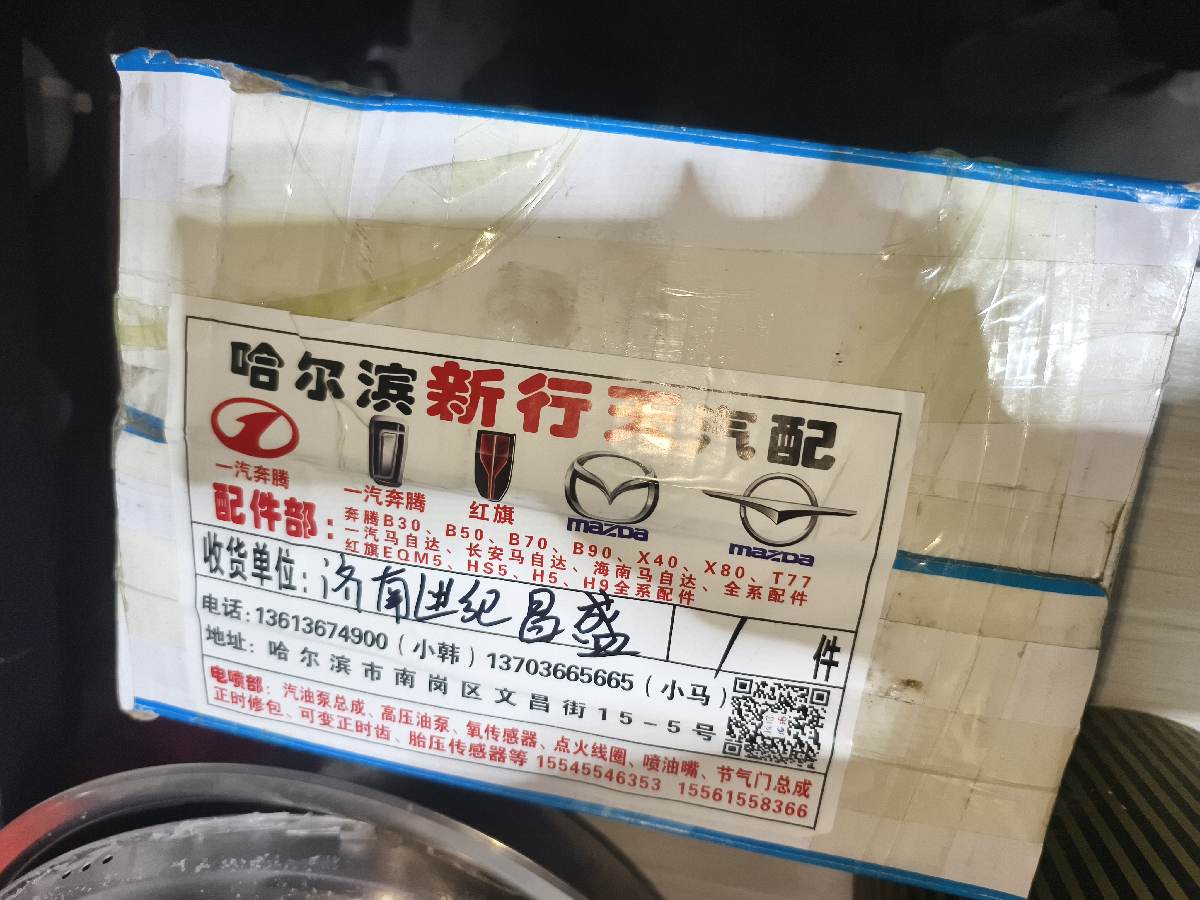 哈尔滨新行天汽配
一汽奔腾 一汽奔腾 红旗 mazda mazda
配件部：
奔腾B30、B50、B70、B90、X40、X80、T77
一汽马自达、长安马自达、海南马自达、全系配件
红旗EQM5、HS5、H5、H9全系配件
收货单位：济南世纪昌盛 1 件
电话：13613674900（小韩）13703665665（小马）
地址：哈尔滨市南岗区文昌街15-5号
电喷部：汽油泵总成、高压油泵、氧传感器、点火线圈、喷油嘴、节气门总成
正时修包、可变正时齿、胎压传感器等 15545546353 15561558366